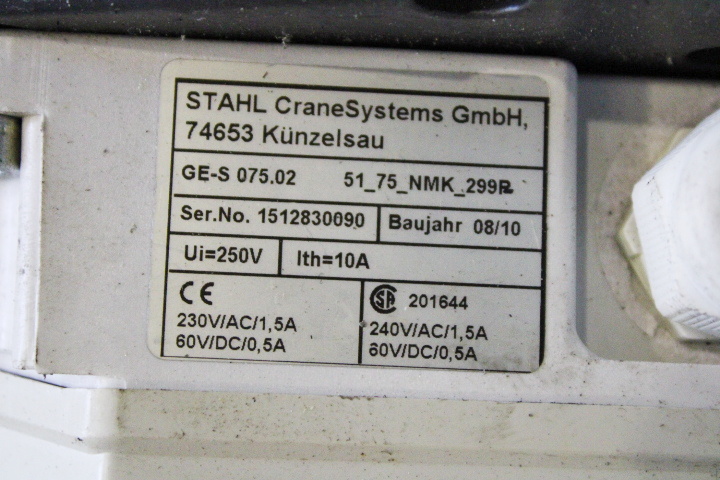 STAHL CraneSystems GmbH,
74653 Künzelsau
GE-S 075.02 51_75_NMK_299R
Ser.No. 1512830090 Baujahr 08/10
Ui=250V Ith=10A
CE
230V/AC/1,5A
60V/DC/0,5A
SA 201644
240V/AC/1,5A
60V/DC/0,5A